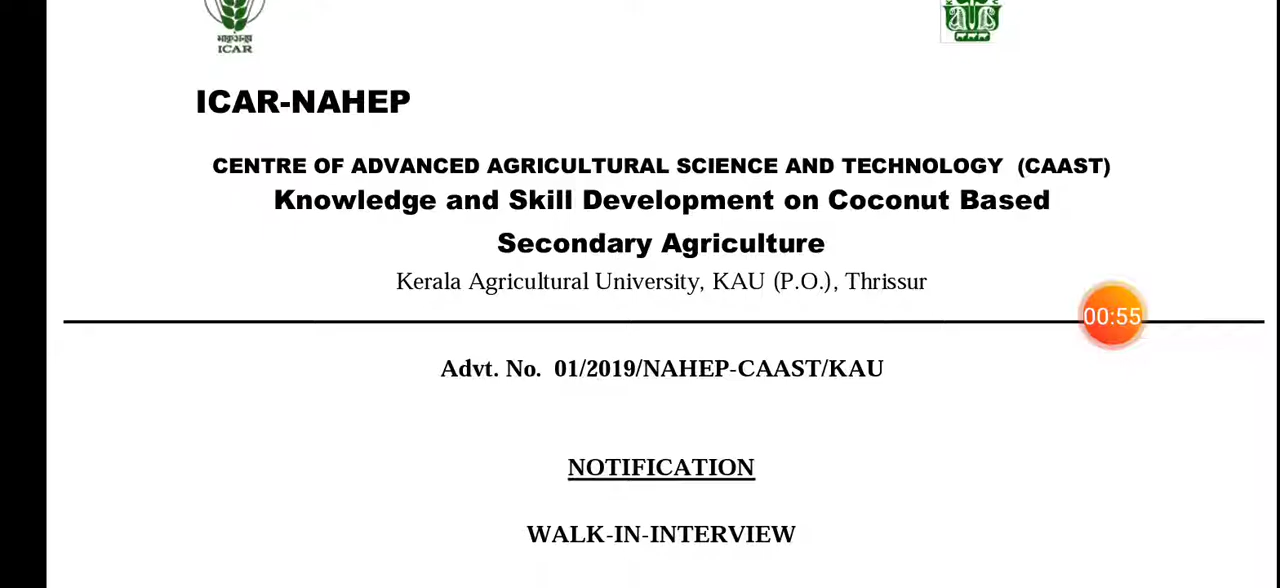 ICAR
ICAR-NAHEP
CENTRE OF ADVANCED AGRICULTURAL SCIENCE AND TECHNOLOGY (CAAST)
Knowledge and Skill Development on Coconut Based
Secondary Agriculture
Kerala Agricultural University, KAU (P.O.), Thrissur
00:55
Advt. No. 01/2019/NAHEP-CAAST/KAU
NOTIFICATION
WALK-IN-INTERVIEW